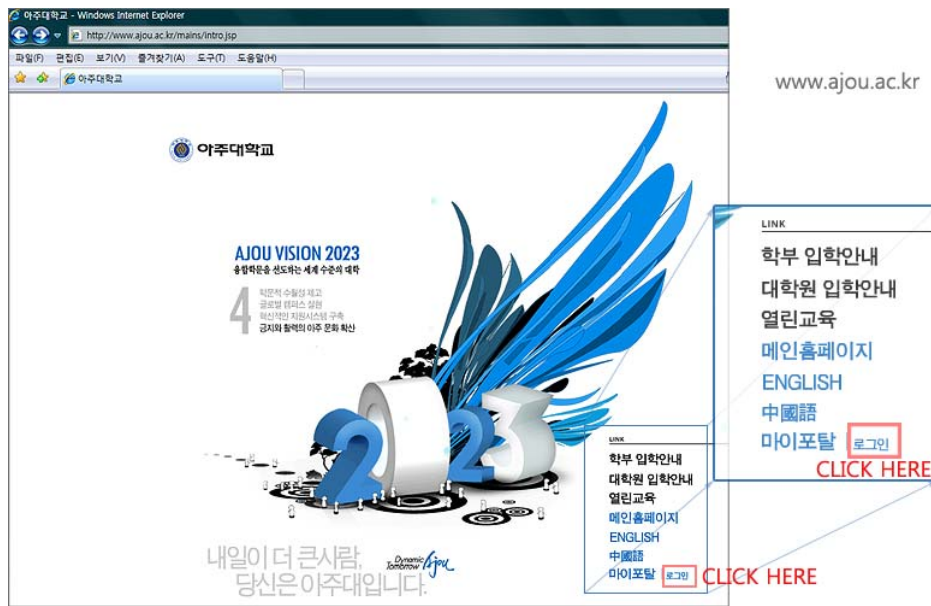 아주대학교 - Windows Internet Explorer
http://www.ajou.ac.kr/mains/intro.jsp
파일(F) 편집(E) 보기(V) 즐겨찾기(A) 도구(T) 도움말(H)
아주대학교
www.ajou.ac.kr
아주대학교
AJOU VISION 2023
융합학문을 선도하는 세계 수준의 대학
4
학문적 수월성 제고
글로벌 캠퍼스 실현
혁신적인 지원시스템 구축
긍지와 활력의 아주 문화 확산
2023
LINK
학부 입학안내
대학원 입학안내
열린교육
메인홈페이지
ENGLISH
中國語
마이포탈 로그인
CLICK HERE
LINK
학부 입학안내
대학원 입학안내
열린교육
메인홈페이지
ENGLISH
中國語
마이포탈 로그인 CLICK HERE
내일이 더 큰사람,
당신은 아주대입니다.
Dynamic
Tomorrow Ajou